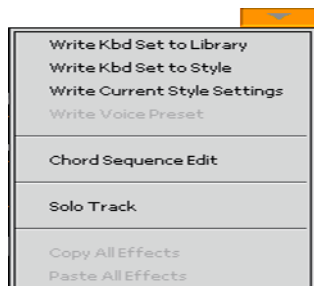 Write Kbd Set to Library
Write Kbd Set to Style
Write Current Style Settings
Write Voice Preset
Chord Sequence Edit
Solo Track
Copy All Effects
Paste All Effects